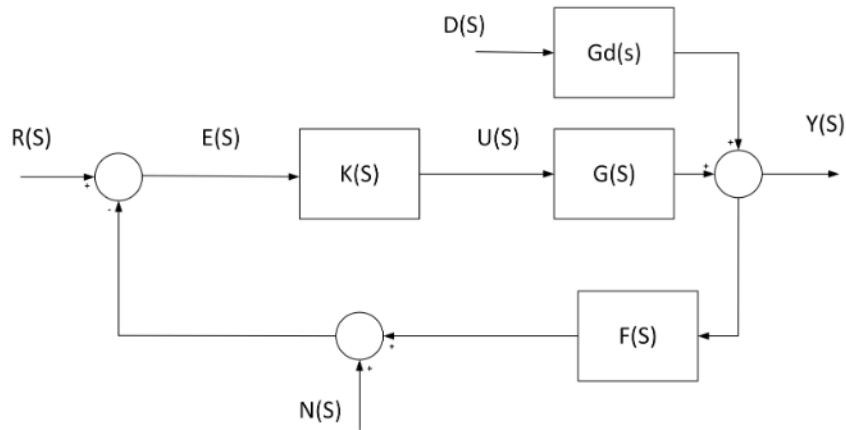 D(S)
Gd(s)
R(S)
E(S)
K(S)
U(S)
G(S)
Y(S)
+
-
+
+
F(S)
+
+
N(S)